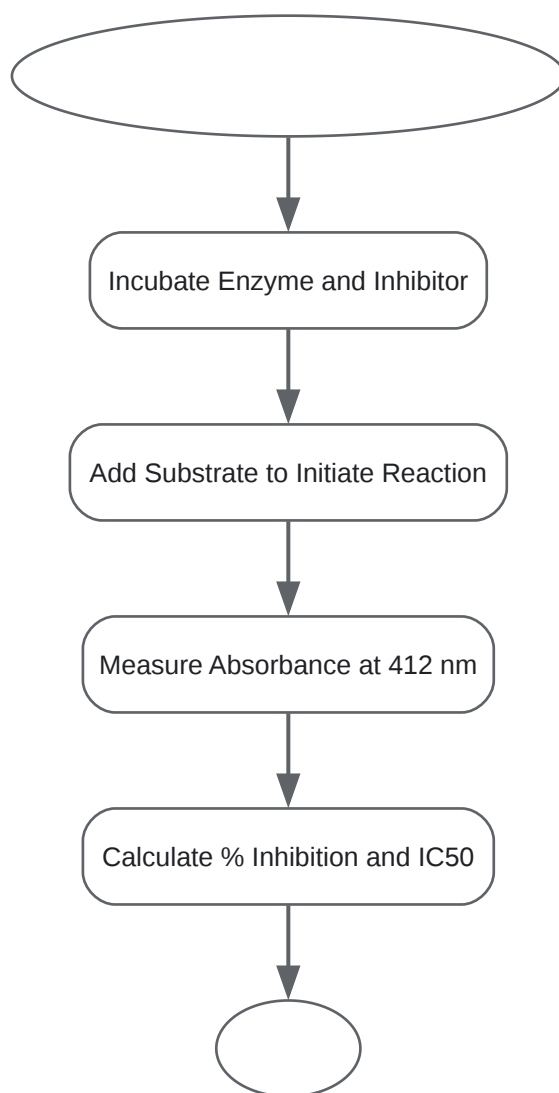 Incubate Enzyme and Inhibitor
Add Substrate to Initiate Reaction
Measure Absorbance at 412 nm
Calculate % Inhibition and IC50